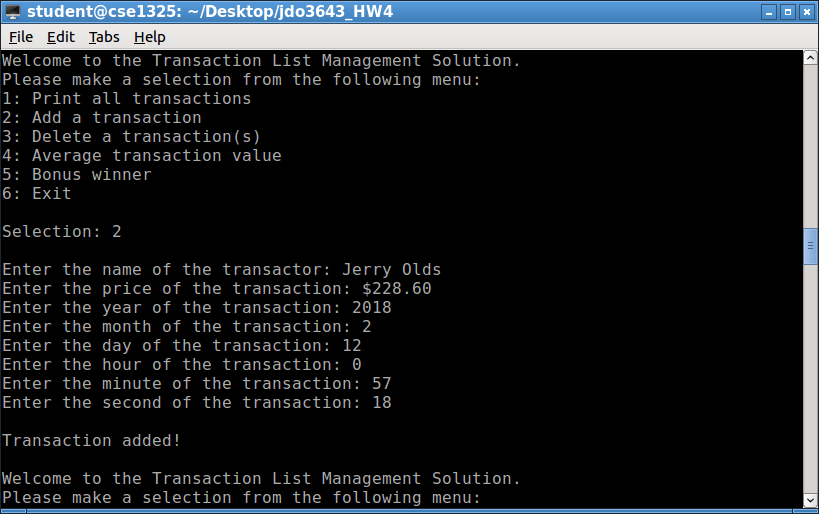 student@cse1325: ~/Desktop/jdo3643_HW4
File Edit Tabs Help
Welcome to the Transaction List Management Solution.
Please make a selection from the following menu:
1: Print all transactions
2: Add a transaction
3: Delete a transaction(s)
4: Average transaction value
5: Bonus winner
6: Exit
Selection: 2
Enter the name of the transactor: Jerry Olds
Enter the price of the transaction: $228.60
Enter the year of the transaction: 2018
Enter the month of the transaction: 2
Enter the day of the transaction: 12
Enter the hour of the transaction: 0
Enter the minute of the transaction: 57
Enter the second of the transaction: 18
Transaction added!
Welcome to the Transaction List Management Solution.
Please make a selection from the following menu: